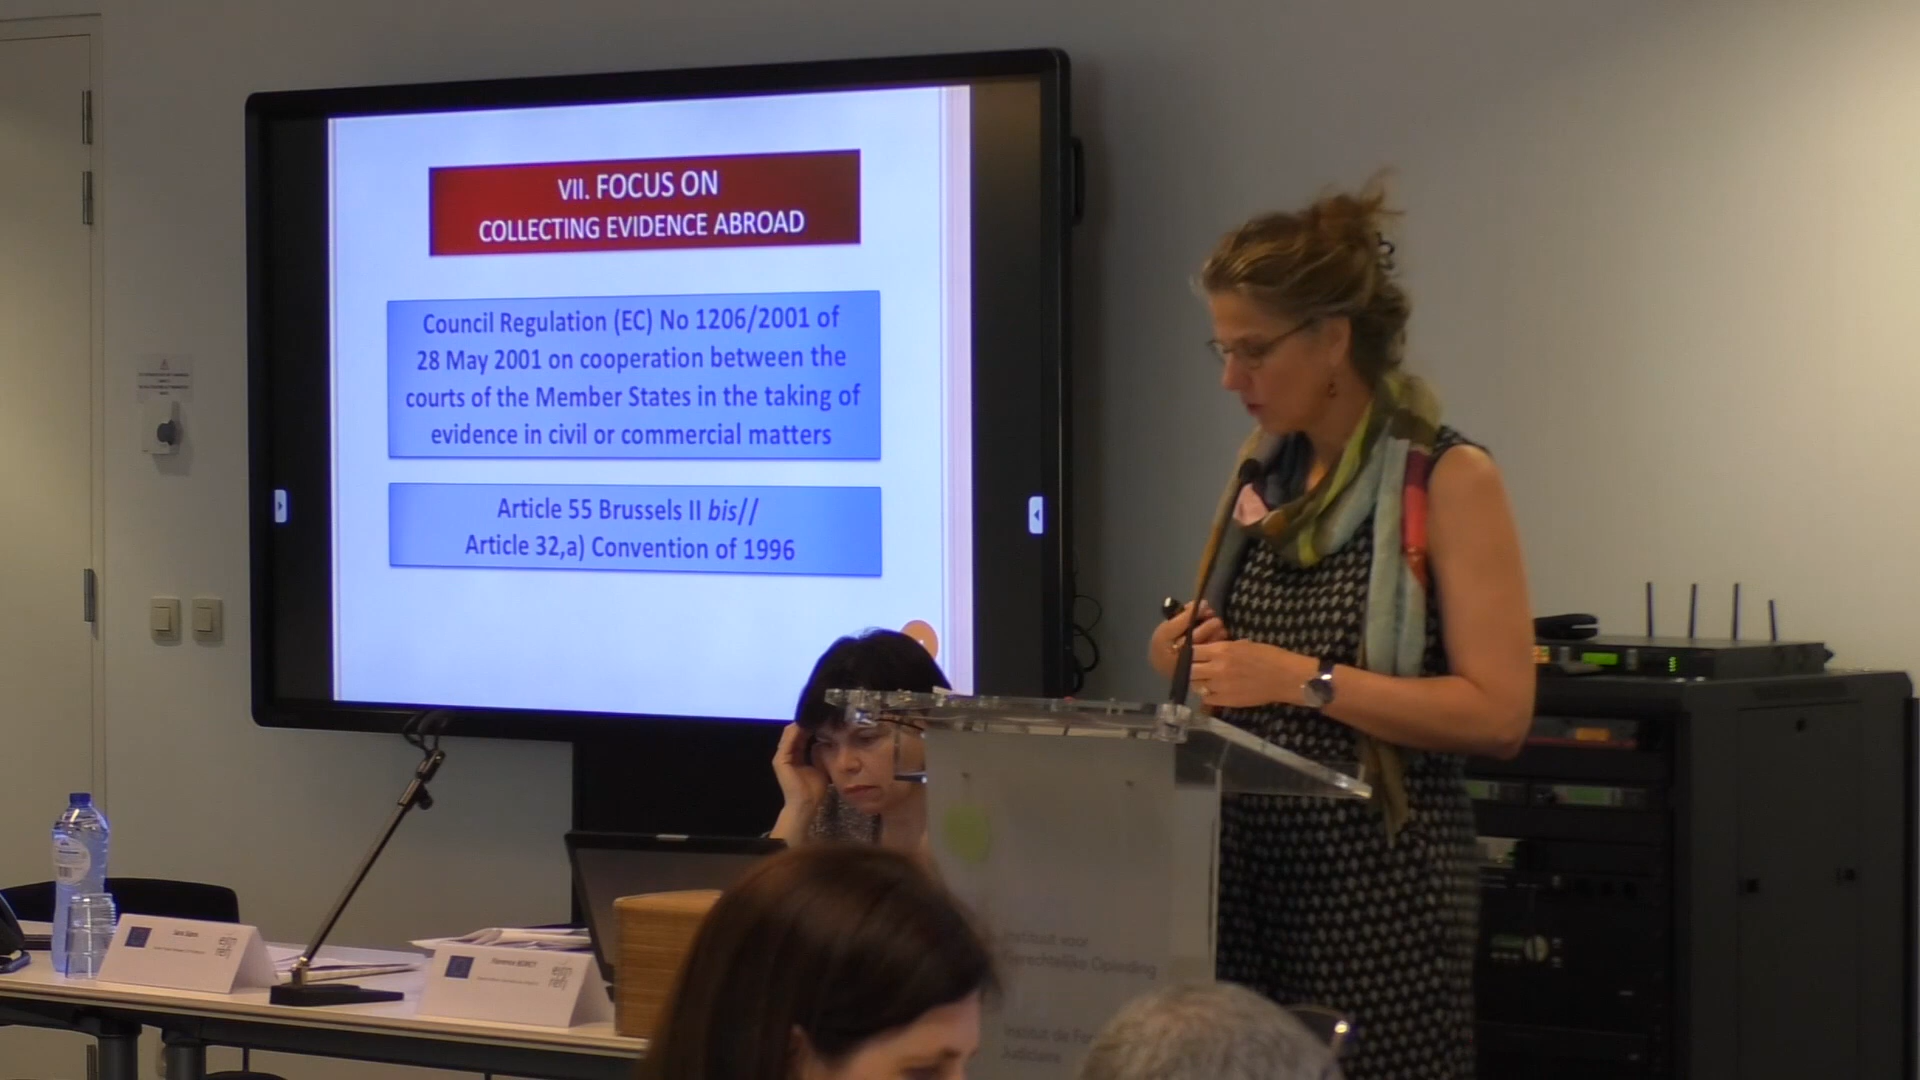 VII. FOCUS ON
COLLECTING EVIDENCE ABROAD
Council Regulation (EC) No 1206/2001 of
28 May 2001 on cooperation between the
courts of the Member States in the taking of
evidence in civil or commercial matters
Article 55 Brussels II bis//
Article 32,a) Convention of 1996
Florence
Instituut voor
Gerechtelijke Opleiding
Institut de